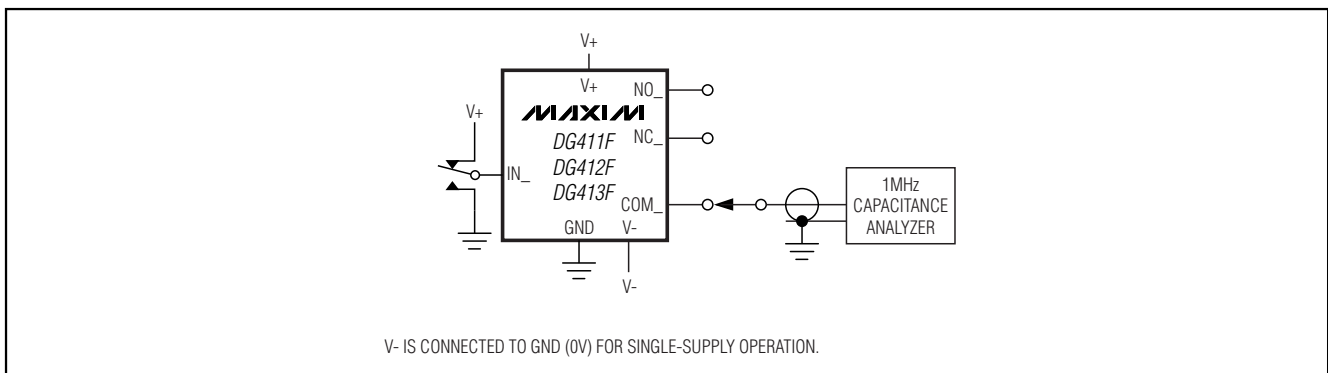 V+
V+
NO_
V+
MAXIM
DG411F
NC_
DG412F
IN_
DG413F
COM_
1MHz
CAPACITANCE
ANALYZER
GND
V-
V-
V- IS CONNECTED TO GND (0V) FOR SINGLE-SUPPLY OPERATION.